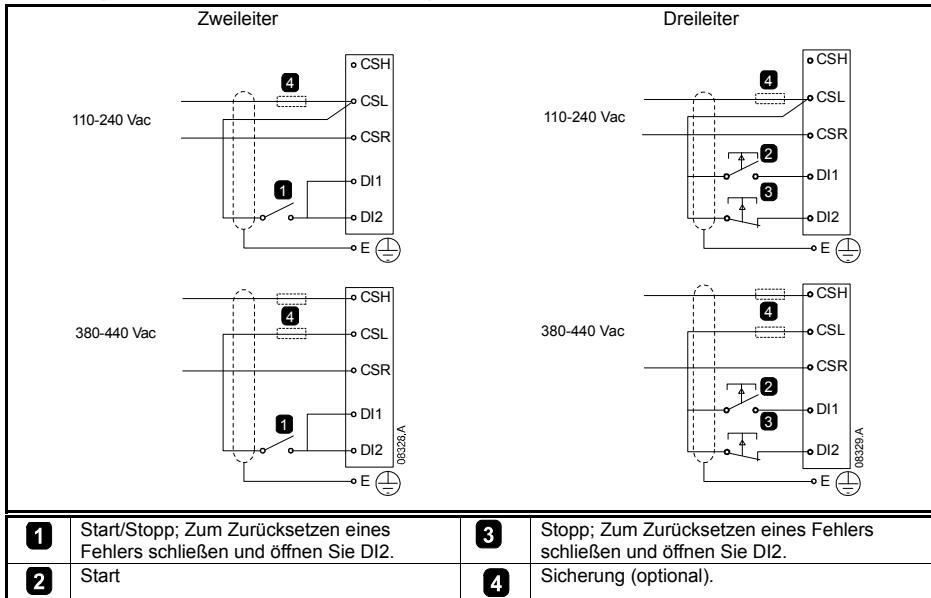 Zweileiter
CSH
4
CSL
110-240 Vac
CSR
DI1
1
DI2
E
Dreileiter
CSH
4
CSL
110-240 Vac
CSR
2
DI1
3
DI2
E
CSH
4
380-440 Vac
CSL
CSR
DI1
1
DI2
08328.A
E
CSH
4
380-440 Vac
CSL
CSR
2
DI1
3
DI2
08329.A
E
1 Start/Stopp; Zum Zurücksetzen eines
Fehlers schließen und öffnen Sie DI2.
3 Stopp; Zum Zurücksetzen eines Fehlers
schließen und öffnen Sie DI2.
2 Start
4 Sicherung (optional).